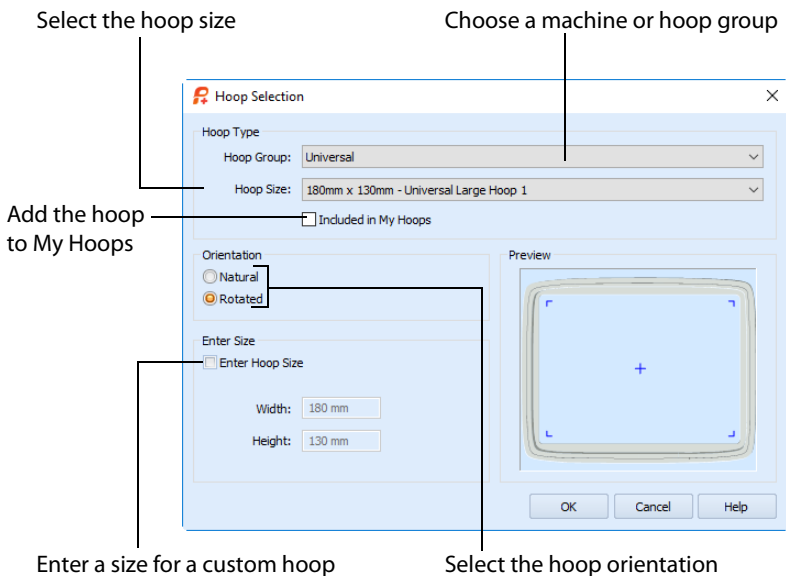 Select the hoop size
Choose a machine or hoop group
Hoop Selection
Hoop Type
Hoop Group: Universal
Hoop Size: 180mm x 130mm - Universal Large Hoop 1
Add the hoop
to My Hoops
Included in My Hoops
Orientation
Natural
Rotated
Preview
Enter Size
Enter Hoop Size
Width: 180 mm
Height: 130 mm
OK Cancel Help
Enter a size for a custom hoop
Select the hoop orientation